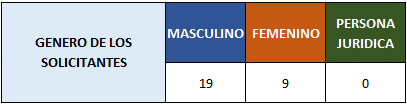 GENERO DE LOS
SOLICITANTES
MASCULINO
FEMENINO
PERSONA
JURIDICA
19
9
0